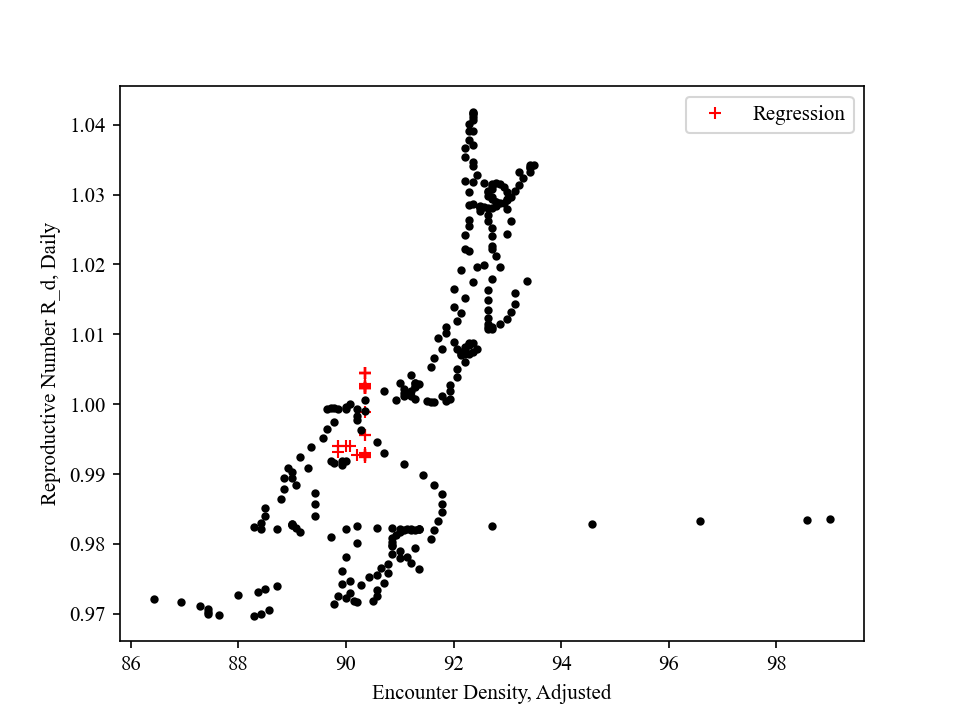 Regression
1.04
1.03
1.02
1.01
1.00
0.99
0.98
0.97
Reproductive Number R_d, Daily
86 88 90 92 94 96 98
Encounter Density, Adjusted